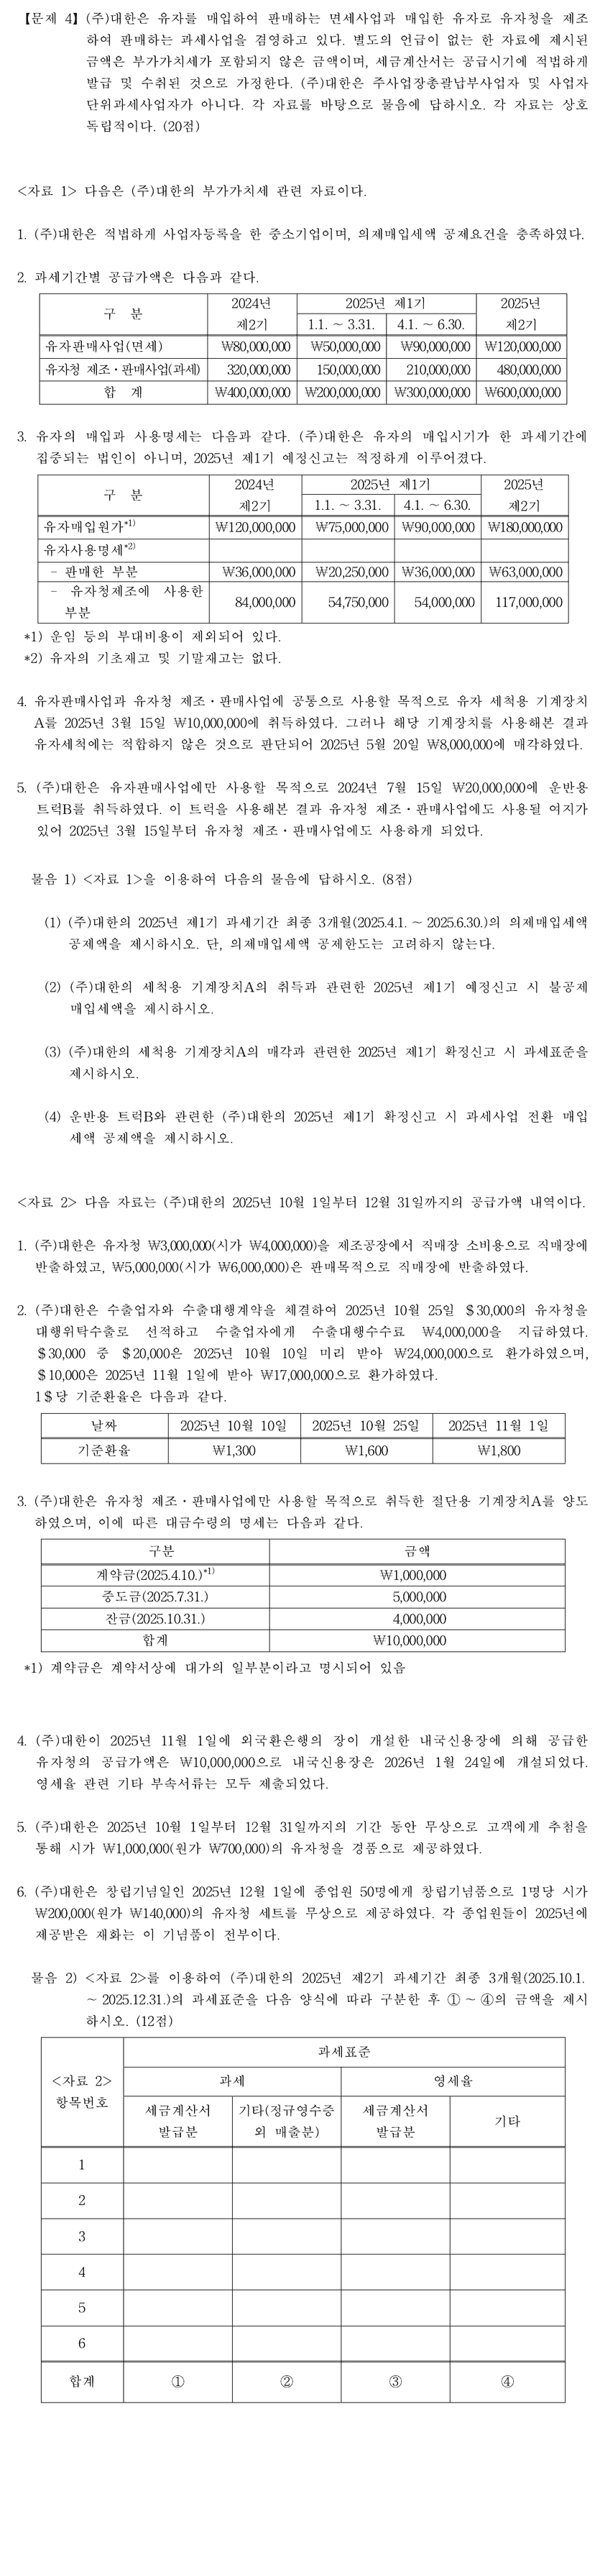 【문제 4】(주)대한은 유자를 매입하여 판매하는 면세사업과 매입한 유자로 유자청을 제조
하여 판매하는 과세사업을 겸영하고 있다. 별도의 언급이 없는 한 자료에 제시된
금액은 부가가치세가 포함되지 않은 금액이며, 세금계산서는 공급시기에 적법하게
발급 및 수취된 것으로 가정한다. (주)대한은 주사업장총괄납부사업자 및 사업자
단위과세사업자가 아니다. 각 자료를 바탕으로 물음에 답하시오. 각 자료는 상호
독립적이다. (20점)
<자료 1> 다음은 (주)대한의 부가가치세 관련 자료이다.
1. (주)대한은 적법하게 사업자등록을 한 중소기업이며, 의제매입세액 공제요건을 충족하였다.
2. 과세기간별 공급가액은 다음과 같다.
구 분 2024년 제2기 2025년 제1기 2025년 제2기
1.1. ~ 3.31. 4.1. ~ 6.30.
유자판매사업(면세) ₩80,000,000 ₩50,000,000 ₩90,000,000 ₩120,000,000
유자청 제조・판매사업(과세) 320,000,000 150,000,000 210,000,000 480,000,000
합 계 ₩400,000,000 ₩200,000,000 ₩300,000,000 ₩600,000,000
3. 유자의 매입과 사용명세는 다음과 같다. (주)대한은 유자의 매입시기가 한 과세기간에
집중되는 법인이 아니며, 2025년 제1기 예정신고는 적정하게 이루어졌다.
구 분 2024년 제2기 2025년 제1기 2025년 제2기
1.1. ~ 3.31. 4.1. ~ 6.30.
유자매입원가*1) ₩120,000,000 ₩75,000,000 ₩90,000,000 ₩180,000,000
유자사용명세*2)
- 판매한 부분 ₩36,000,000 ₩20,250,000 ₩36,000,000 ₩63,000,000
- 유자청제조에 사용한 부분 84,000,000 54,750,000 54,000,000 117,000,000
*1) 운임 등의 부대비용이 제외되어 있다.
*2) 유자의 기초재고 및 기말재고는 없다.
4. 유자판매사업과 유자청 제조・판매사업에 공통으로 사용할 목적으로 유자 세척용 기계장치
A를 2025년 3월 15일 ₩10,000,000에 취득하였다. 그러나 해당 기계장치를 사용해본 결과
유자세척에는 적합하지 않은 것으로 판단되어 2025년 5월 20일 ₩8,000,000에 매각하였다.
5. (주)대한은 유자판매사업에만 사용할 목적으로 2024년 7월 15일 ₩20,000,000에 운반용
트럭B를 취득하였다. 이 트럭을 사용해본 결과 유자청 제조・판매사업에도 사용될 여지가
있어 2025년 3월 15일부터 유자청 제조・판매사업에도 사용하게 되었다.
물음 1) <자료 1>을 이용하여 다음의 물음에 답하시오. (8점)
(1) (주)대한의 2025년 제1기 과세기간 최종 3개월(2025.4.1. ~ 2025.6.30.)의 의제매입세액
공제액을 제시하시오. 단, 의제매입세액 공제한도는 고려하지 않는다.
(2) (주)대한의 세척용 기계장치A의 취득과 관련한 2025년 제1기 예정신고 시 불공제
매입세액을 제시하시오.
(3) (주)대한의 세척용 기계장치A의 매각과 관련한 2025년 제1기 확정신고 시 과세표준을
제시하시오.
(4) 운반용 트럭B와 관련한 (주)대한의 2025년 제1기 확정신고 시 과세사업 전환 매입
세액 공제액을 제시하시오.
<자료 2> 다음 자료는 (주)대한의 2025년 10월 1일부터 12월 31일까지의 공급가액 내역이다.
1. (주)대한은 유자청 ₩3,000,000(시가 ₩4,000,000)을 제조공장에서 직매장 소비용으로 직매장에
반출하였고, ₩5,000,000(시가 ₩6,000,000)은 판매목적으로 직매장에 반출하였다.
2. (주)대한은 수출업자와 수출대행계약을 체결하여 2025년 10월 25일 $30,000의 유자청을
대행위탁수출로 선적하고 수출업자에게 수출대행수수료 ₩4,000,000을 지급하였다.
$30,000 중 $20,000은 2025년 10월 10일 미리 받아 ₩24,000,000으로 환가하였으며,
$10,000은 2025년 11월 1일에 받아 ₩17,000,000으로 환가하였다.
1$당 기준환율은 다음과 같다.
날짜 2025년 10월 10일 2025년 10월 25일 2025년 11월 1일
기준환율 ₩1,300 ₩1,600 ₩1,800
3. (주)대한은 유자청 제조・판매사업에만 사용할 목적으로 취득한 절단용 기계장치A를 양도
하였으며, 이에 따른 대금수령의 명세는 다음과 같다.
구분 금액
계약금(2025.4.10.)*1) ₩1,000,000
중도금(2025.7.31.) 5,000,000
잔금(2025.10.31.) 4,000,000
합계 ₩10,000,000
*1) 계약금은 계약서상에 대가의 일부분이라고 명시되어 있음
4. (주)대한이 2025년 11월 1일에 외국환은행의 장이 개설한 내국신용장에 의해 공급한
유자청의 공급가액은 ₩10,000,000으로 내국신용장은 2026년 1월 24일에 개설되었다.
영세율 관련 기타 부속서류는 모두 제출되었다.
5. (주)대한은 2025년 10월 1일부터 12월 31일까지의 기간 동안 무상으로 고객에게 추첨을
통해 시가 ₩1,000,000(원가 ₩700,000)의 유자청을 경품으로 제공하였다.
6. (주)대한은 창립기념일인 2025년 12월 1일에 종업원 50명에게 창립기념품으로 1명당 시가
₩200,000(원가 ₩140,000)의 유자청 세트를 무상으로 제공하였다. 각 종업원들이 2025년에
제공받은 재화는 이 기념품이 전부이다.
물음 2) <자료 2>를 이용하여 (주)대한의 2025년 제2기 과세기간 최종 3개월(2025.10.1.
~ 2025.12.31.)의 과세표준을 다음 양식에 따라 구분한 후 ① ~ ④의 금액을 제시
하시오. (12점)
<자료 2> 항목번호 과세표준
과세 영세율
세금계산서 발급분 기타(정규영수증 외 매출분) 세금계산서 발급분 기타
1
2
3
4
5
6
합계 ① ② ③ ④